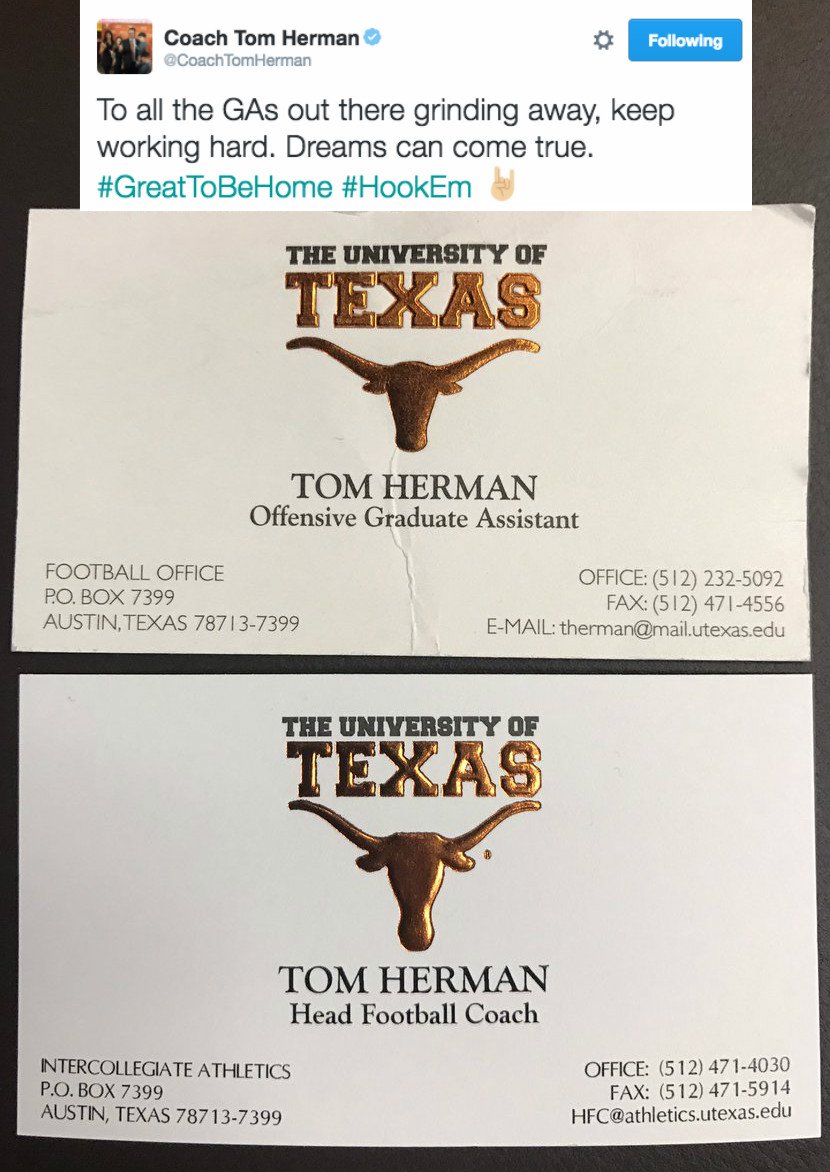 Coach Tom Herman
@CoachTomHerman
Following
To all the GAs out there grinding away, keep
working hard. Dreams can come true.
#GreatToBeHome #HookEm 🤘🏼
THE UNIVERSITY OF
TEXAS
TOM HERMAN
Offensive Graduate Assistant
FOOTBALL OFFICE
P.O. BOX 7399
AUSTIN, TEXAS 78713-7399
OFFICE: (512) 232-5092
FAX: (512) 471-4556
E-MAIL: therman@mail.utexas.edu
THE UNIVERSITY OF
TEXAS
®
TOM HERMAN
Head Football Coach
INTERCOLLEGIATE ATHLETICS
P.O. BOX 7399
AUSTIN, TEXAS 78713-7399
OFFICE: (512) 471-4030
FAX: (512) 471-5914
HFC@athletics.utexas.edu